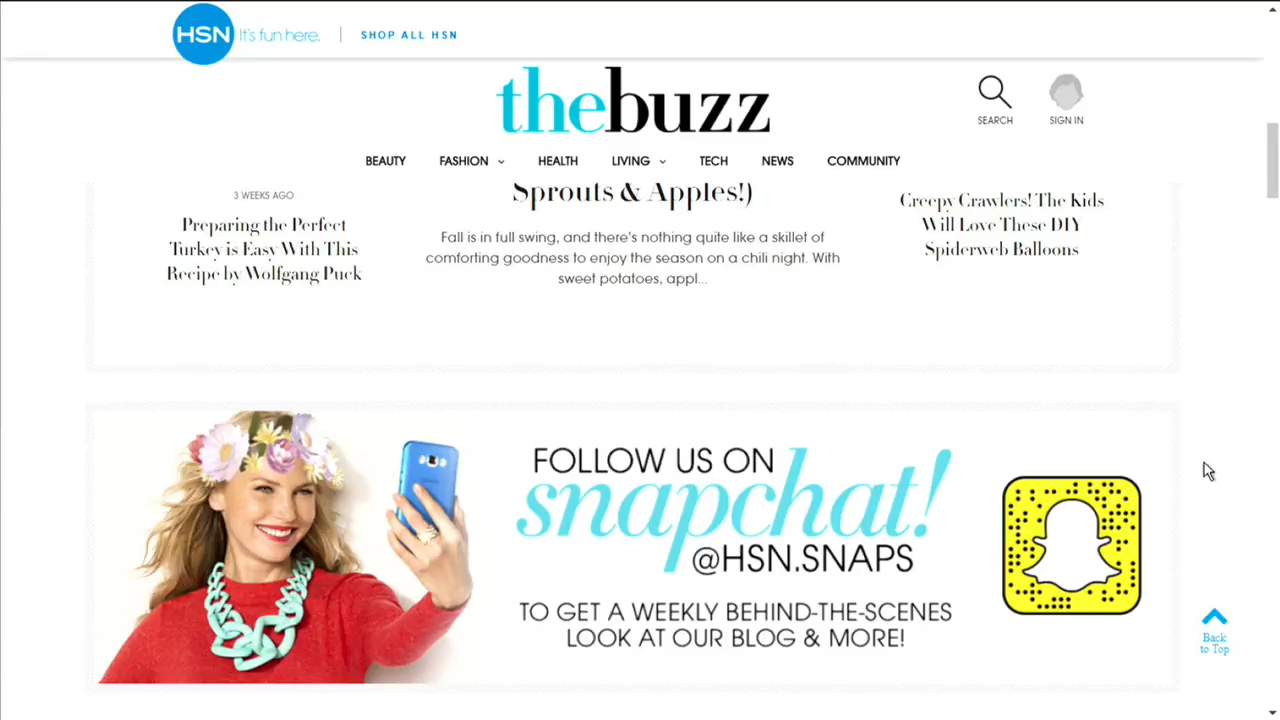 HSN It's fun here. | SHOP ALL HSN
thebuzz
SEARCH
SIGN IN
BEAUTY FASHION HEALTH LIVING TECH NEWS COMMUNITY
3 WEEKS AGO
Preparing the Perfect
Turkey is Easy With This
Recipe by Wolfgang Puck
Sprouts & Apples!)
Fall is in full swing, and there's nothing quite like a skillet of
comforting goodness to enjoy the season on a chili night. With
sweet potatoes, appl...
Creepy Crawlers! The Kids
Will Love These DIY
Spiderweb Balloons
FOLLOW US ON
snapchat!
@HSN.SNAPS
TO GET A WEEKLY BEHIND-THE-SCENES
LOOK AT OUR BLOG & MORE!
Back
to Top